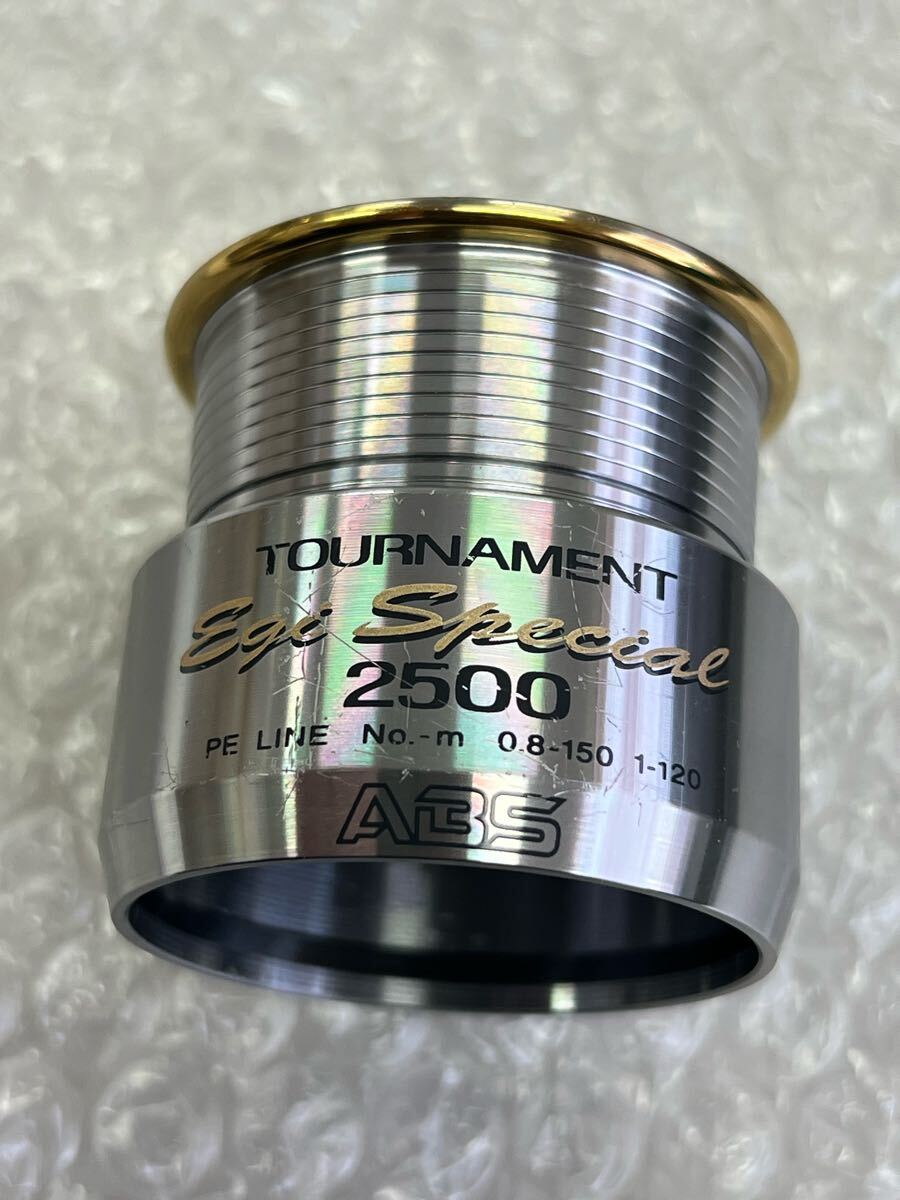 TOURNAMENT
Egi Special
2500
PE LINE No.-m 0.8-150 1-120
ABS